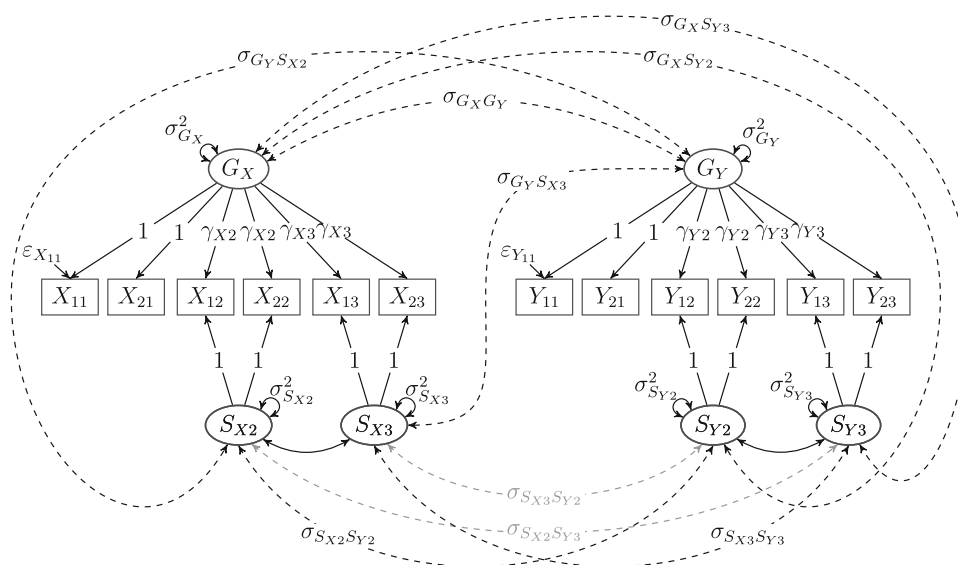 σ_{G_X S_{Y3}}
σ_{G_Y S_{X2}} σ_{G_X S_{Y2}}
σ_{G_X G_Y}
σ²_{G_X} σ²_{G_Y}
G_X G_Y
σ_{G_Y S_{X3}}
1 1 γ_{X2} γ_{X2} γ_{X3} γ_{X3} 1 1 γ_{Y2} γ_{Y2} γ_{Y3} γ_{Y3}
ε_{X_{11}} ε_{Y_{11}}
X_{11} X_{21} X_{12} X_{22} X_{13} X_{23} Y_{11} Y_{21} Y_{12} Y_{22} Y_{13} Y_{23}
1 1 1 1 1 1 1 1
σ²_{S_{X2}} σ²_{S_{X3}} σ²_{S_{Y2}} σ²_{S_{Y3}}
S_{X2} S_{X3} S_{Y2} S_{Y3}
σ_{S_{X3} S_{Y2}}
σ_{S_{X2} S_{Y3}}
σ_{S_{X2} S_{Y2}} σ_{S_{X3} S_{Y3}}